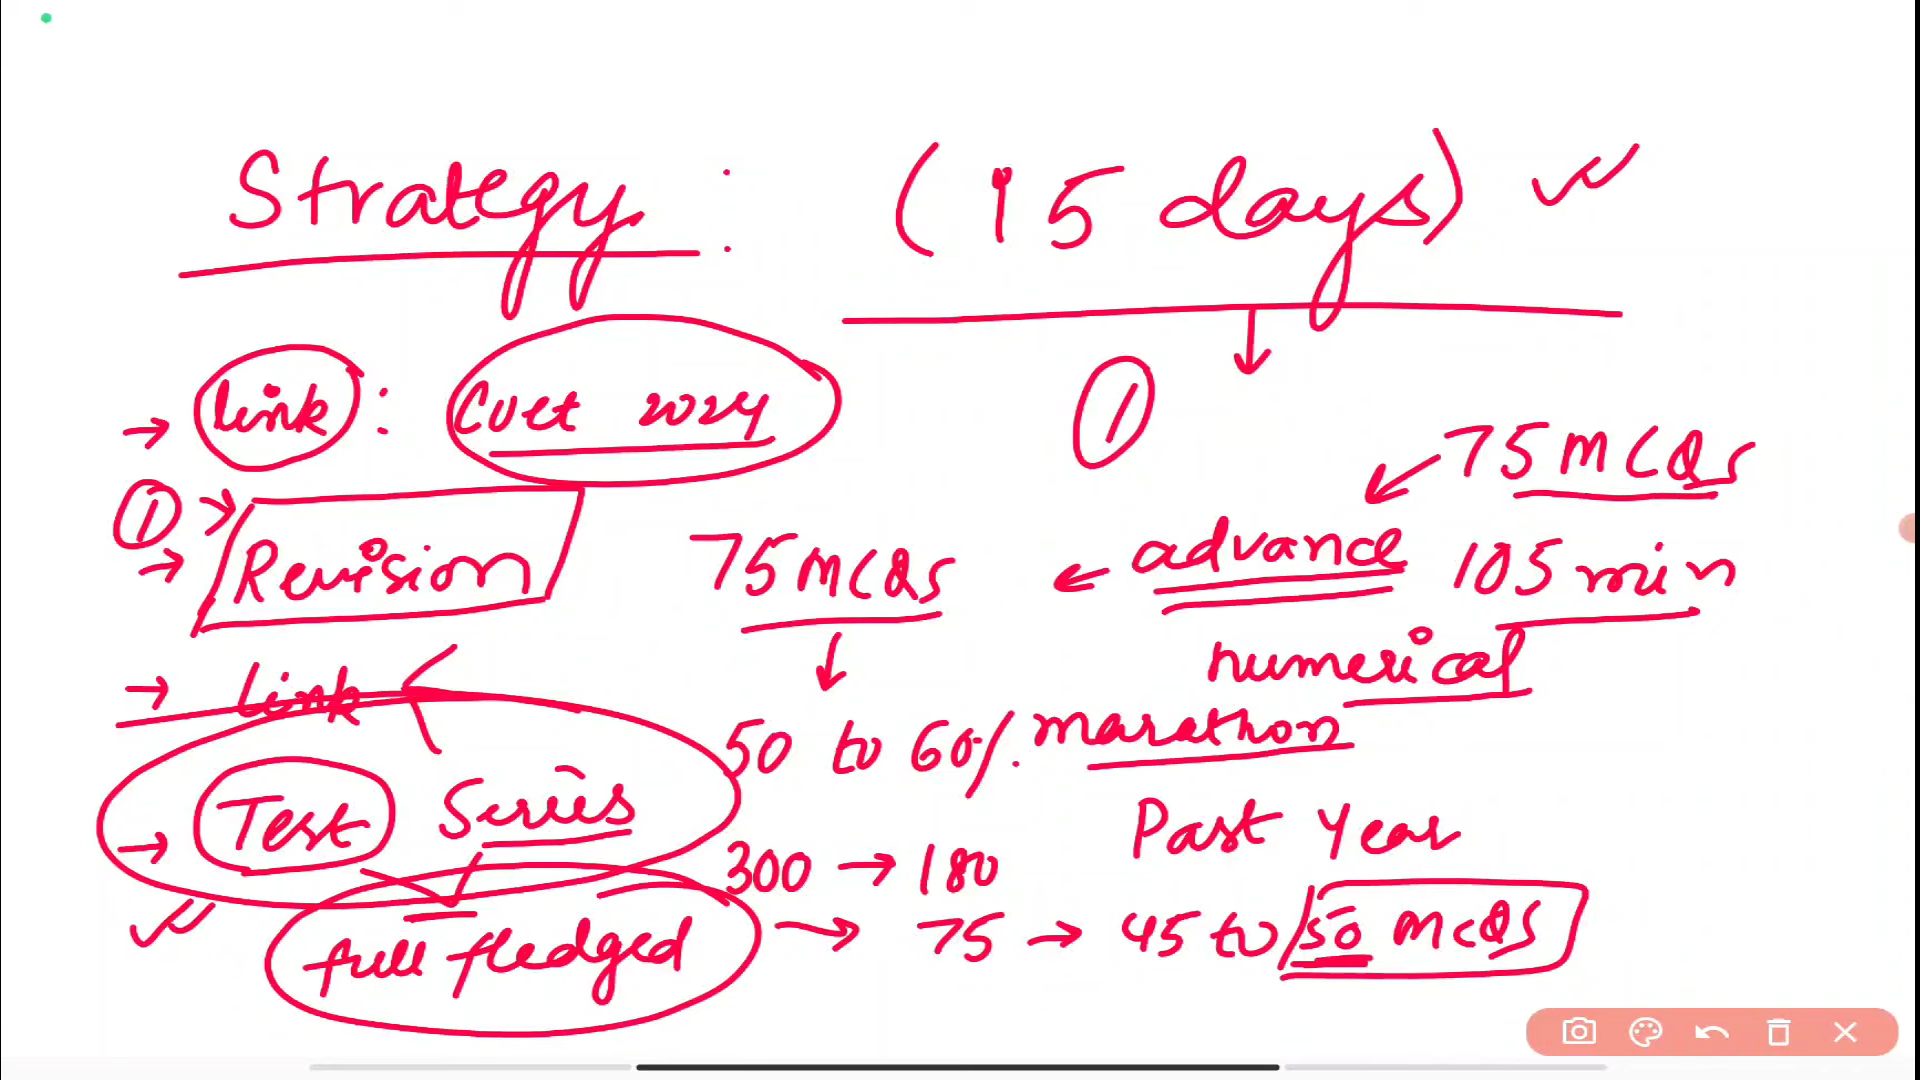 Strategy : (15 days)
→ link : Cuet 2024
①
75 MCQS
① → Revision
75 MCQS ← advance 105 min
numerical
→ link
50 to 60%. marathon
→ Test Series
Past Year
300 → 180
full fledged → 75 → 45 to 50 MCQS